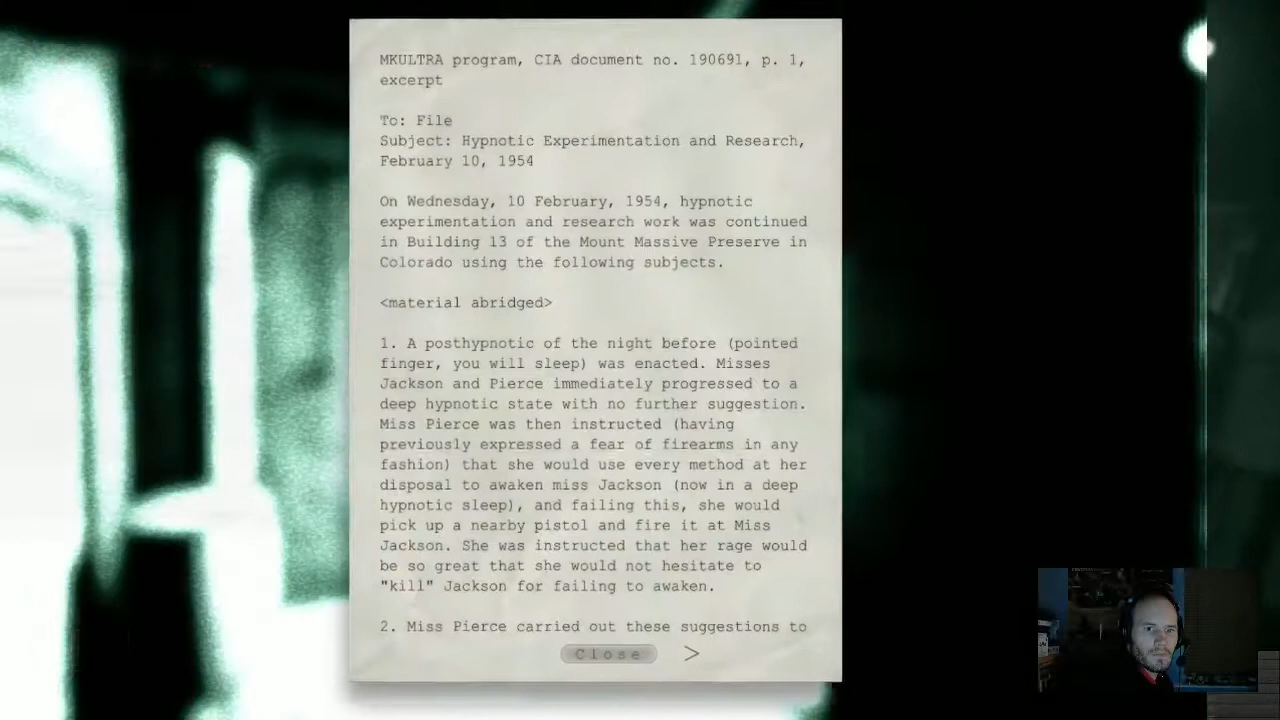 MKULTRA program, CIA document no. 190691, p. 1,
excerpt
To: File
Subject: Hypnotic Experimentation and Research,
February 10, 1954
On Wednesday, 10 February, 1954, hypnotic
experimentation and research work was continued
in Building 13 of the Mount Massive Preserve in
Colorado using the following subjects.
<material abridged>
1. A posthypnotic of the night before (pointed
finger, you will sleep) was enacted. Misses
Jackson and Pierce immediately progressed to a
deep hypnotic state with no further suggestion.
Miss Pierce was then instructed (having
previously expressed a fear of firearms in any
fashion) that she would use every method at her
disposal to awaken miss Jackson (now in a deep
hypnotic sleep), and failing this, she would
pick up a nearby pistol and fire it at Miss
Jackson. She was instructed that her rage would
be so great that she would not hesitate to
"kill" Jackson for failing to awaken.
2. Miss Pierce carried out these suggestions to
Close >